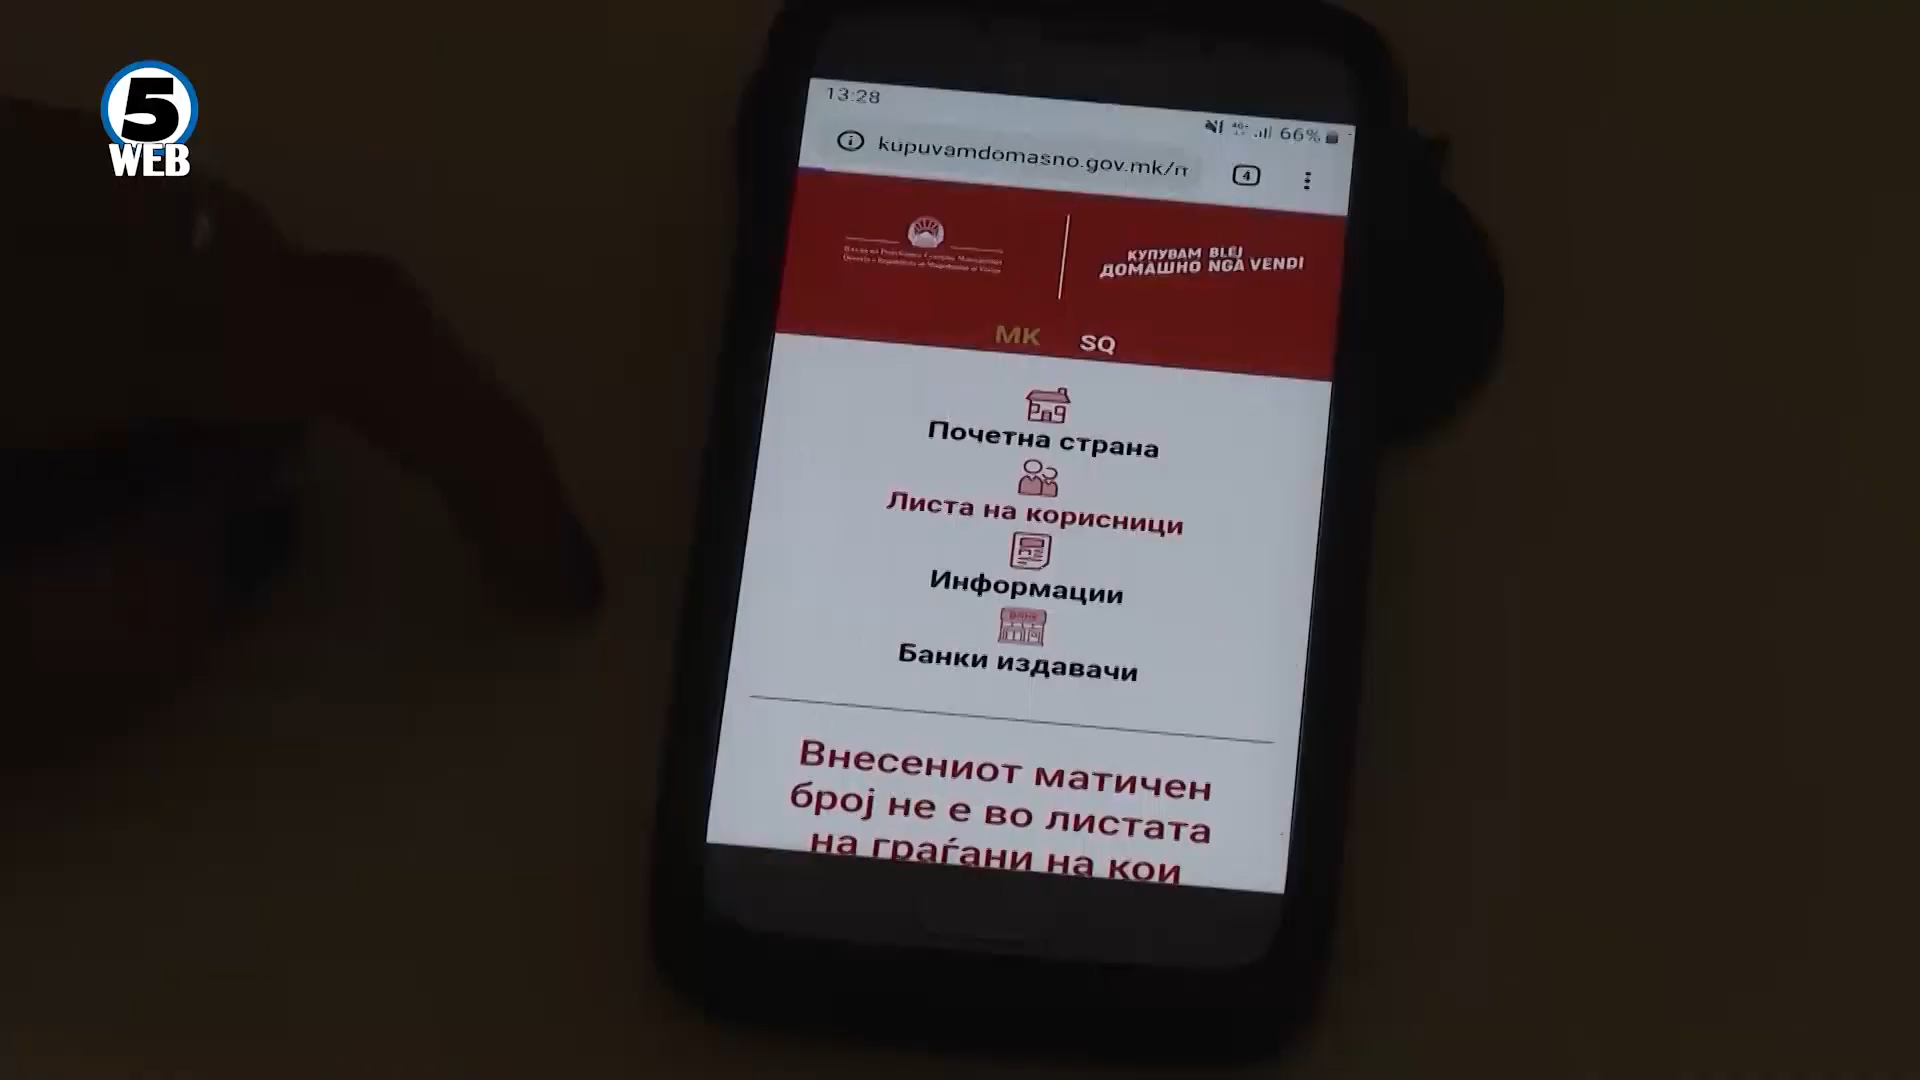 5
WEB
13:28
66%
kupuvamdomasno.gov.mk/m
4
КУПУВАМ BLEJ
ДОМАШНО NGA VENDI
MK SQ
Почетна страна
Листа на корисници
Информации
Банки издавачи
Внесениот матичен
број не е во листата
на граѓани на кои